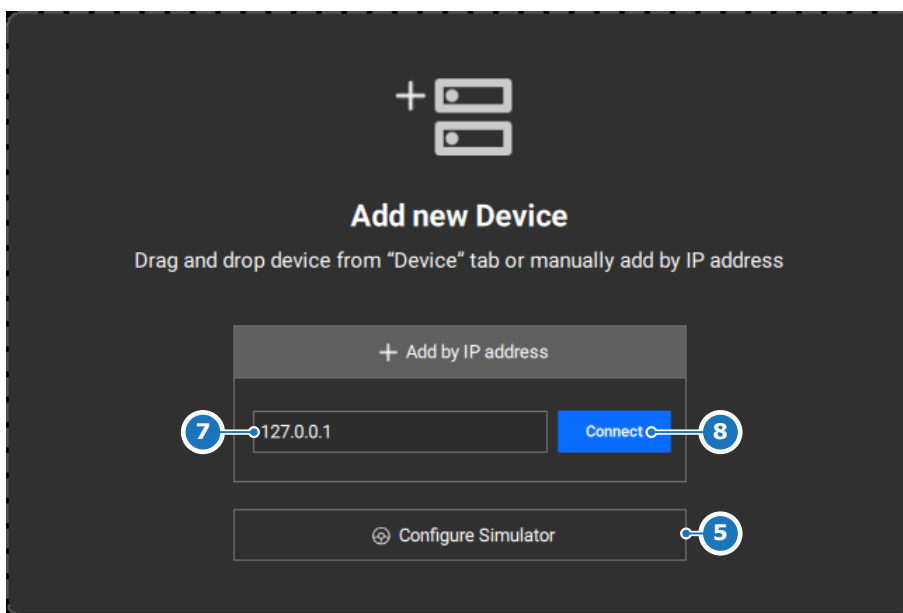 Add new Device
Drag and drop device from “Device” tab or manually add by IP address
+ Add by IP address
7 127.0.0.1 Connect 8
Configure Simulator 5